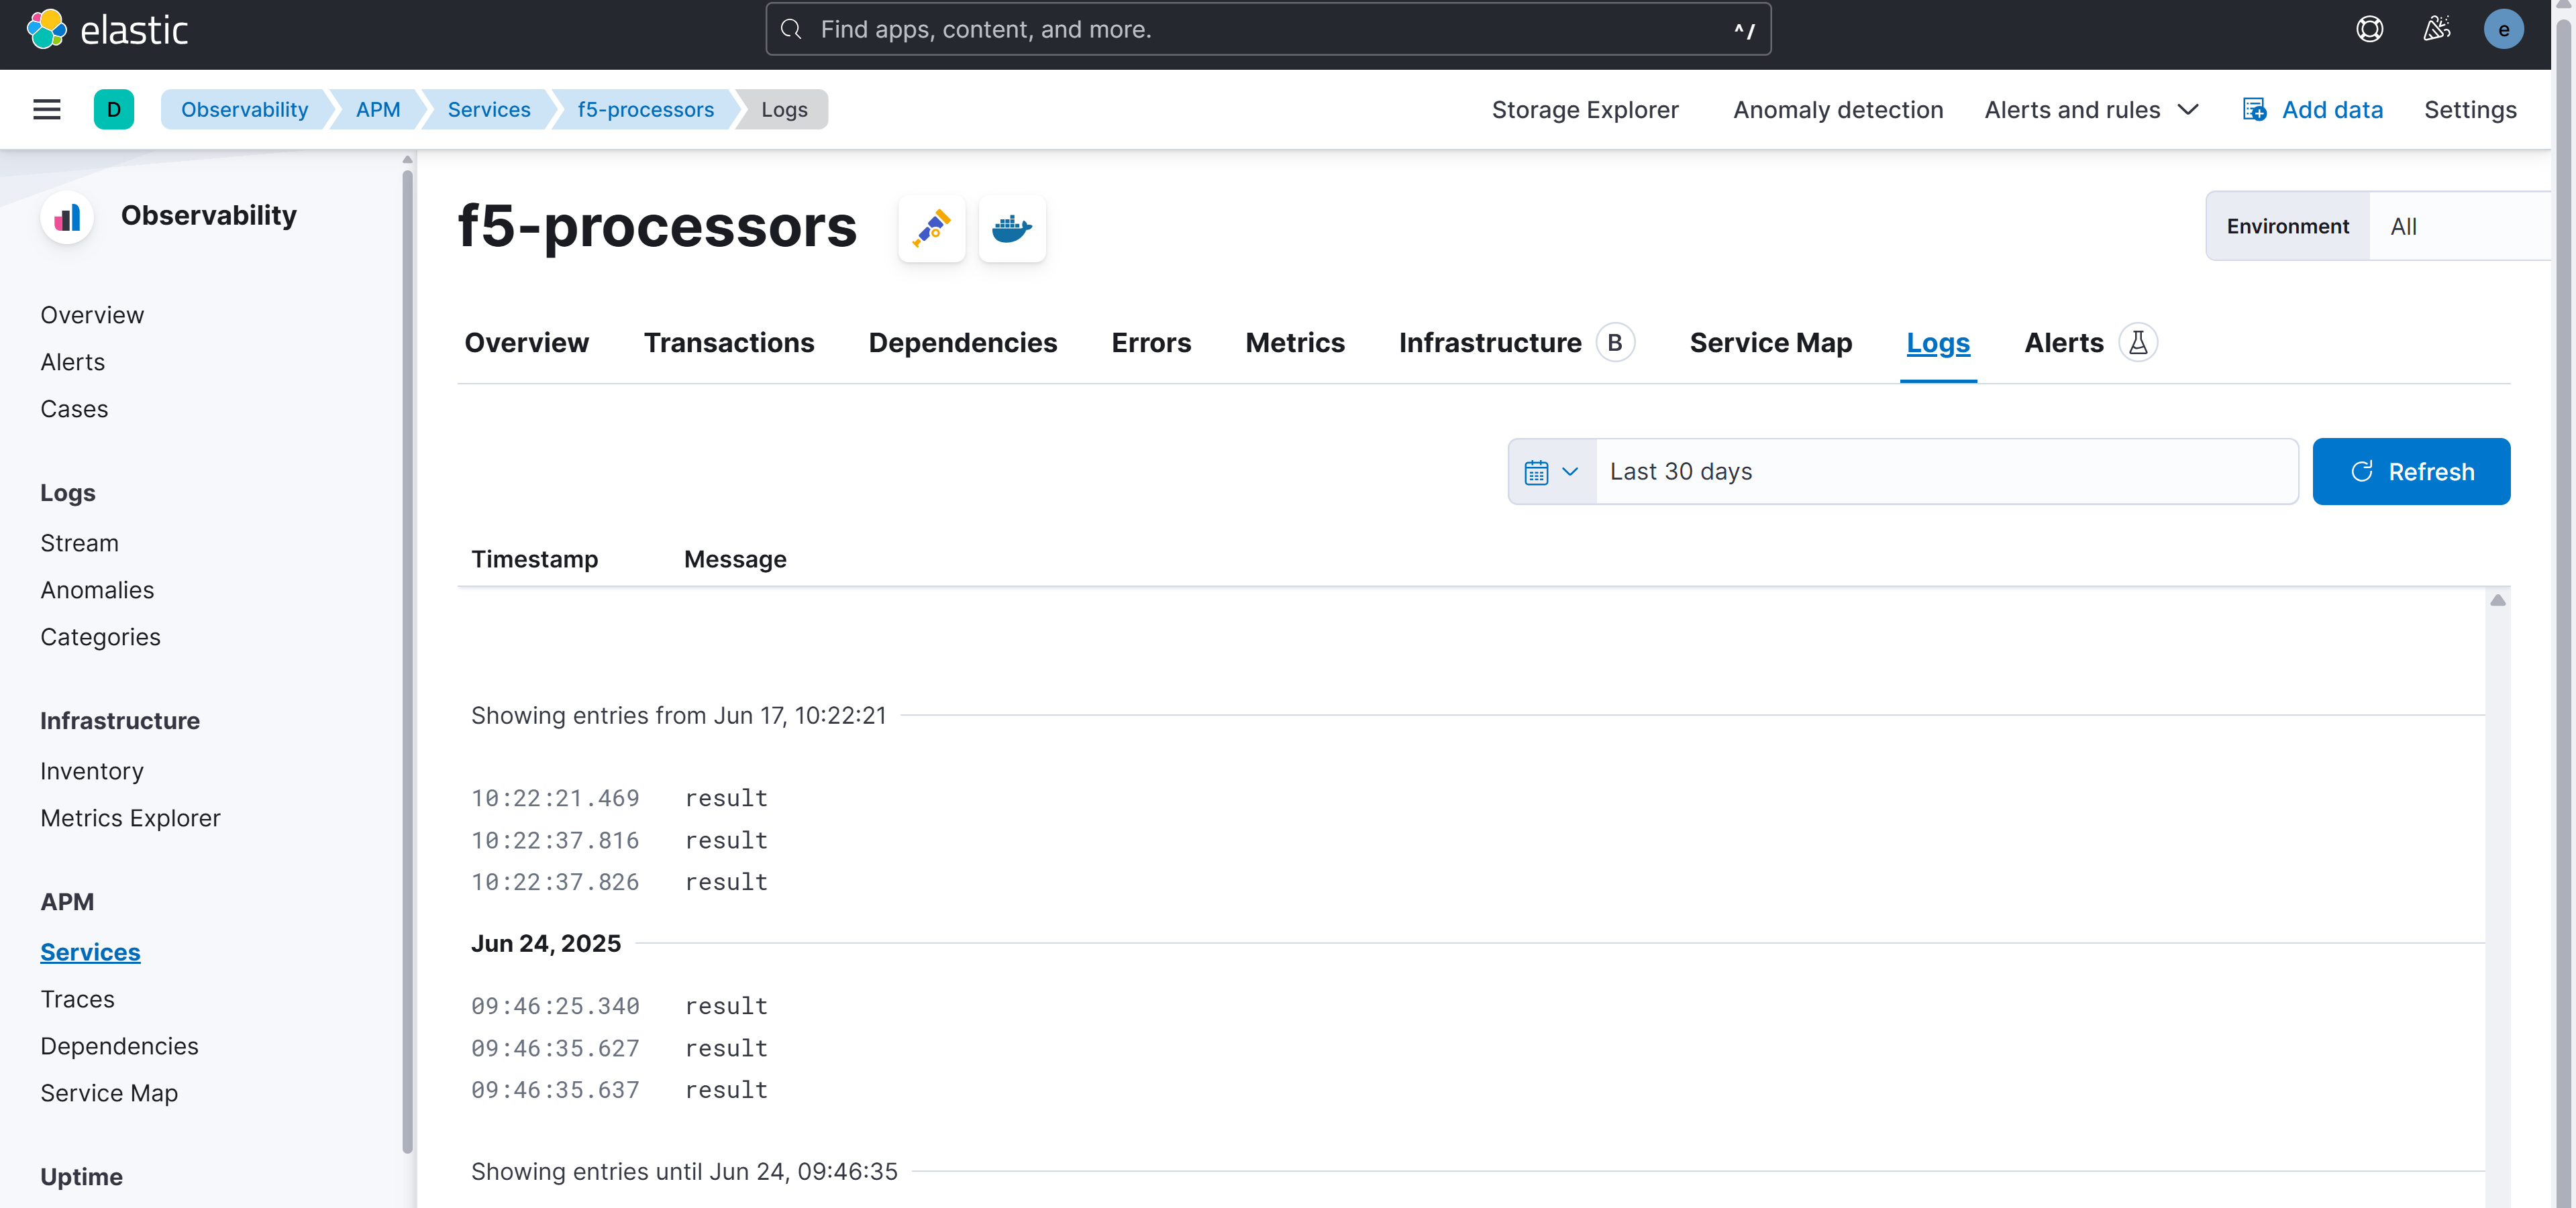 elastic
Find apps, content, and more.
^/
e
D
Observability
APM
Services
f5-processors
Logs
Storage Explorer
Anomaly detection
Alerts and rules
Add data
Settings
Observability
Overview
Alerts
Cases
Logs
Stream
Anomalies
Categories
Infrastructure
Inventory
Metrics Explorer
APM
Services
Traces
Dependencies
Service Map
Uptime
f5-processors
Environment
All
Overview
Transactions
Dependencies
Errors
Metrics
Infrastructure B
Service Map
Logs
Alerts
Last 30 days
Refresh
Timestamp Message
Showing entries from Jun 17, 10:22:21
10:22:21.469 result
10:22:37.816 result
10:22:37.826 result
Jun 24, 2025
09:46:25.340 result
09:46:35.627 result
09:46:35.637 result
Showing entries until Jun 24, 09:46:35